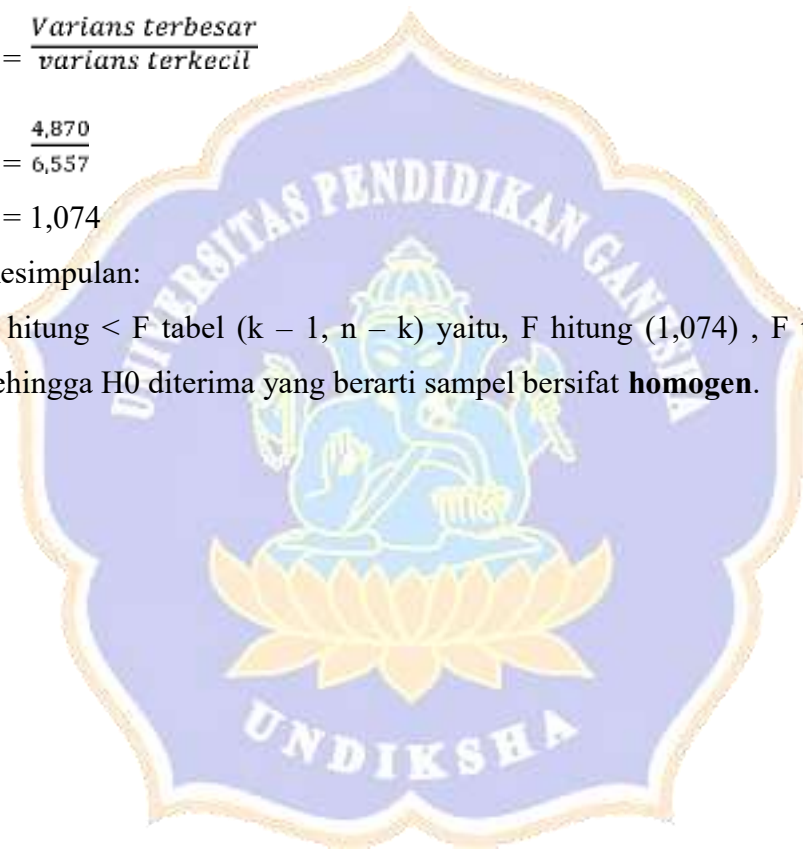 = Varians terbesar
varians terkecil
= 4,870
6,557
= 1,074
esimpulan:
hitung < F tabel (k – 1, n – k) yaitu, F hitung (1,074) , F
ehingga H0 diterima yang berarti sampel bersifat homogen.
UNIVERSITAS PENDIDIKAN GANESHA
UNDIKSHA